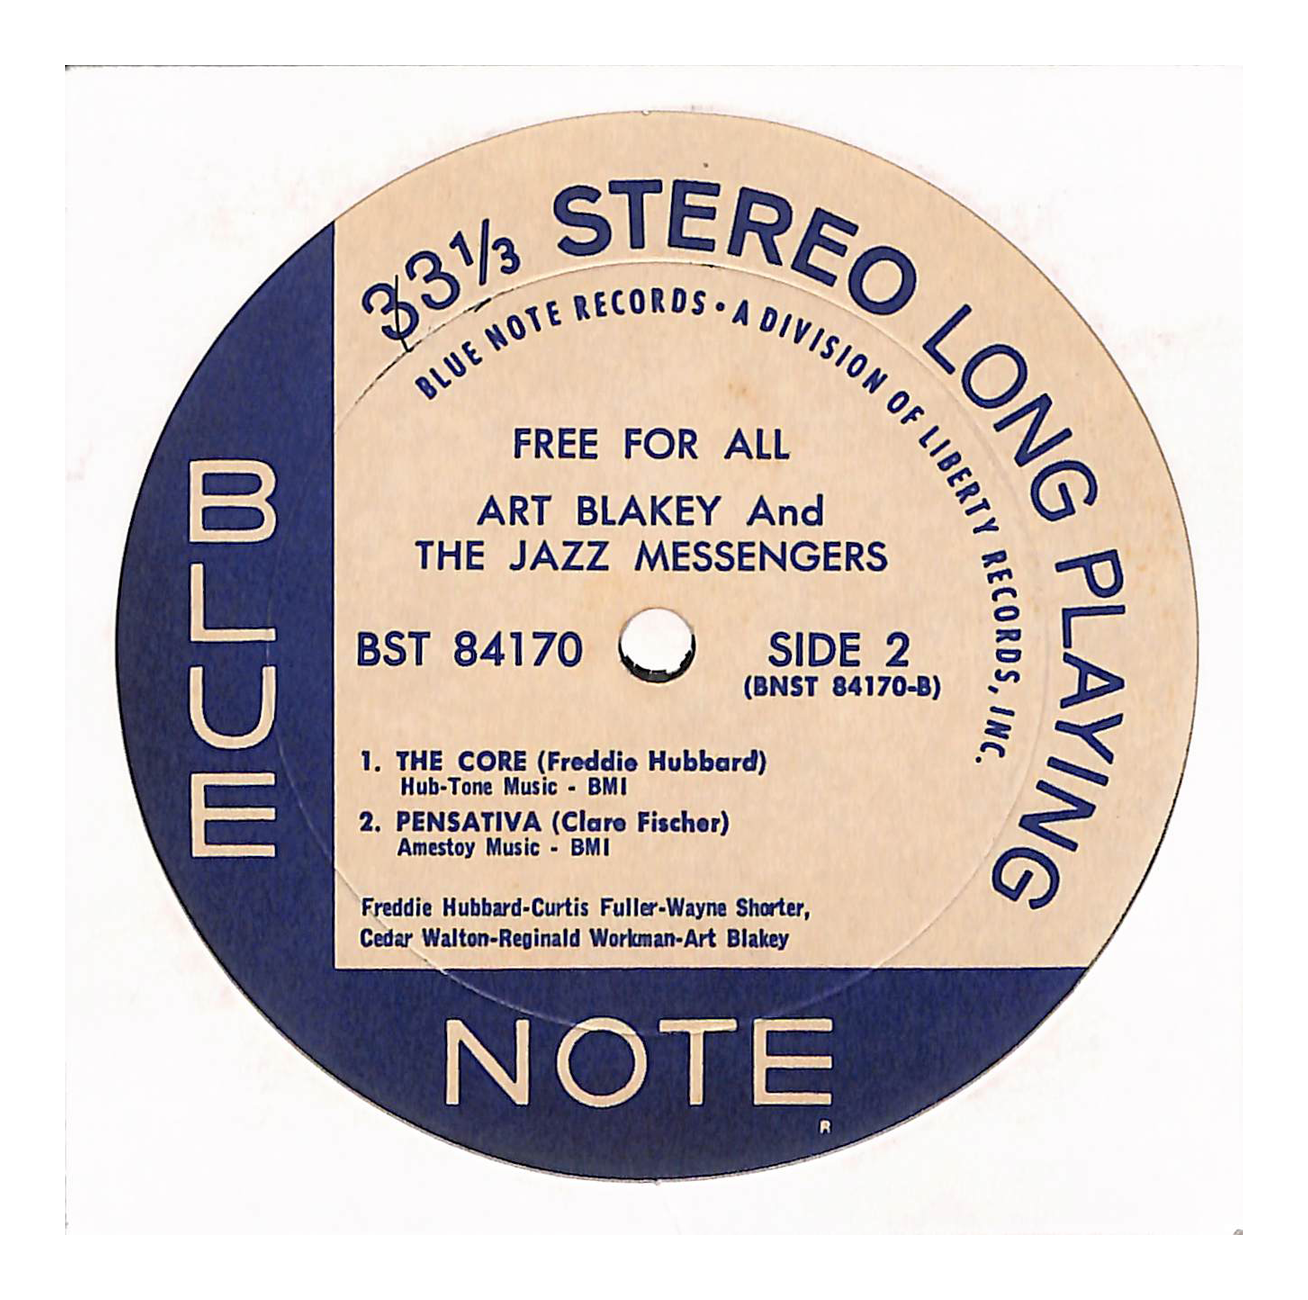 33⅓ STEREO LONG PLAYING
BLUE NOTE RECORDS • A DIVISION OF LIBERTY RECORDS, INC.
FREE FOR ALL
ART BLAKEY And
THE JAZZ MESSENGERS
BST 84170
SIDE 2
(BNST 84170-B)
1. THE CORE (Freddie Hubbard)
Hub-Tone Music - BMI
2. PENSATIVA (Clare Fischer)
Amestoy Music - BMI
Freddie Hubbard-Curtis Fuller-Wayne Shorter,
Cedar Walton-Reginald Workman-Art Blakey
BLUE
NOTE
R